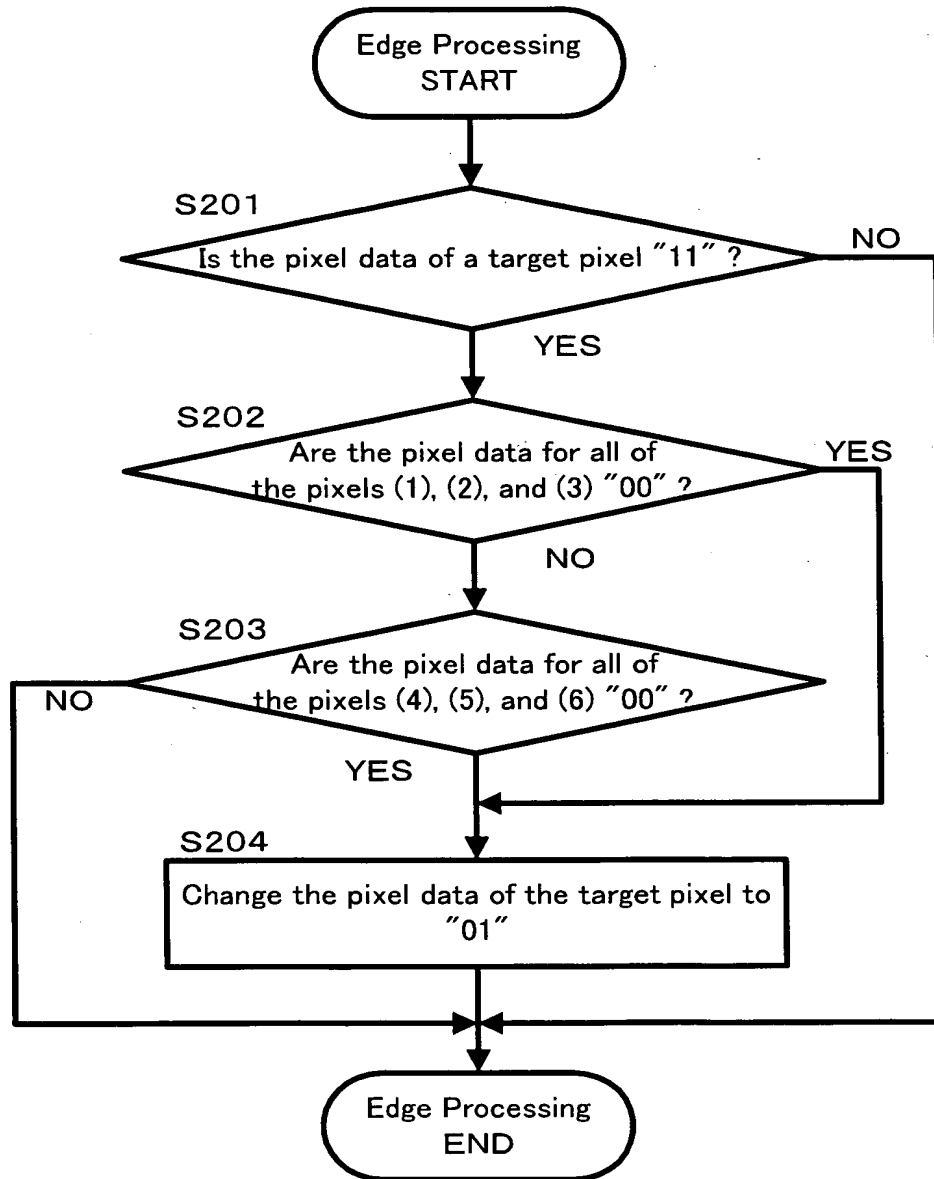 Edge Processing
START
S201
Is the pixel data of a target pixel "11" ?
NO
YES
S202
Are the pixel data for all of
the pixels (1), (2), and (3) "00" ?
YES
NO
S203
Are the pixel data for all of
the pixels (4), (5), and (6) "00" ?
NO
YES
S204
Change the pixel data of the target pixel to
"01"
Edge Processing
END